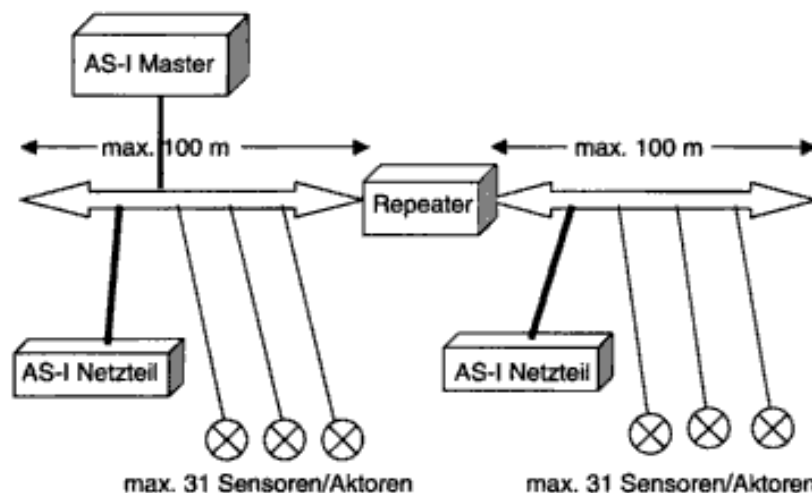 AS-I Master
max. 100 m
max. 100 m
Repeater
AS-I Netzteil
AS-I Netzteil
max. 31 Sensoren/Aktoren
max. 31 Sensoren/Aktoren